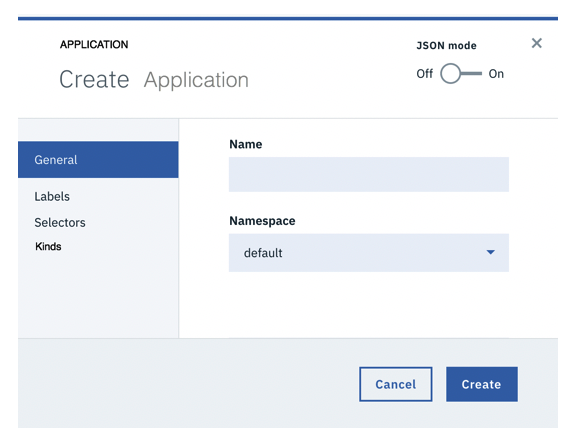 APPLICATION
JSON mode
Create Application
Off On
General
Name
Labels
Selectors
Namespace
Kinds
default
Cancel
Create